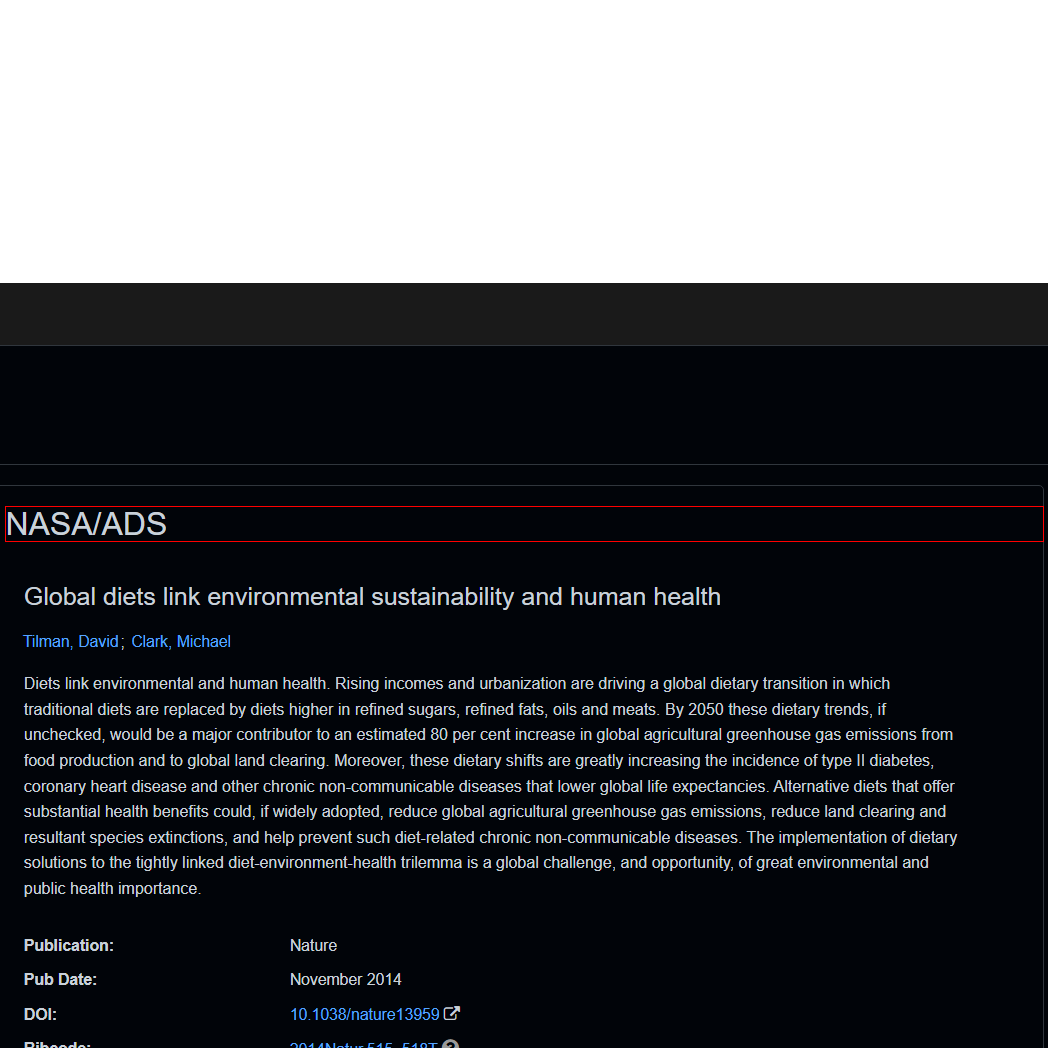 NASA/ADS
Global diets link environmental sustainability and human health
Tilman, David; Clark, Michael
Diets link environmental and human health. Rising incomes and urbanization are driving a global dietary transition in which
traditional diets are replaced by diets higher in refined sugars, refined fats, oils and meats. By 2050 these dietary trends, if
unchecked, would be a major contributor to an estimated 80 per cent increase in global agricultural greenhouse gas emissions from
food production and to global land clearing. Moreover, these dietary shifts are greatly increasing the incidence of type II diabetes,
coronary heart disease and other chronic non-communicable diseases that lower global life expectancies. Alternative diets that offer
substantial health benefits could, if widely adopted, reduce global agricultural greenhouse gas emissions, reduce land clearing and
resultant species extinctions, and help prevent such diet-related chronic non-communicable diseases. The implementation of dietary
solutions to the tightly linked diet-environment-health trilemma is a global challenge, and opportunity, of great environmental and
public health importance.
Publication: Nature
Pub Date: November 2014
DOI: 10.1038/nature13959
Bibcode: 2014Natur.515..518T